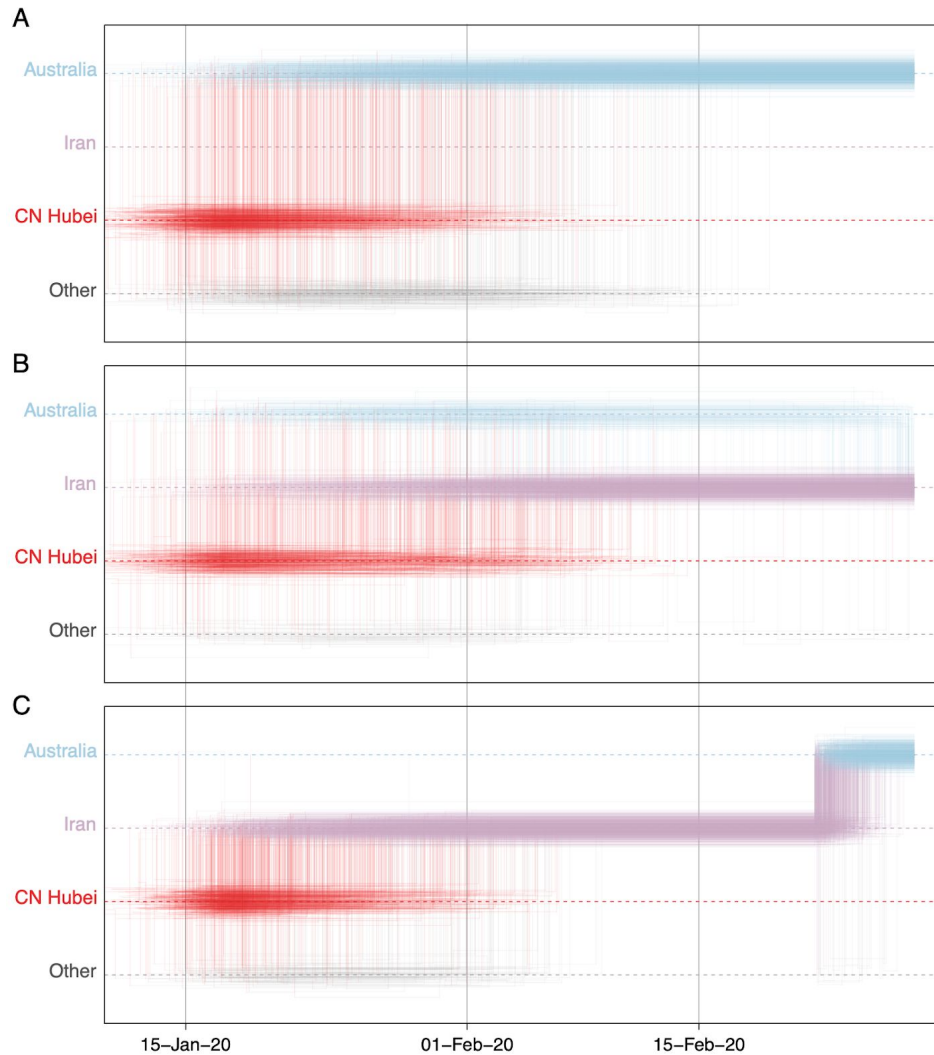 A
Australia
Iran
CN Hubei
Other
B
Australia
Iran
CN Hubei
Other
C
Australia
Iran
CN Hubei
Other
15–Jan–20 01–Feb–20 15–Feb–20